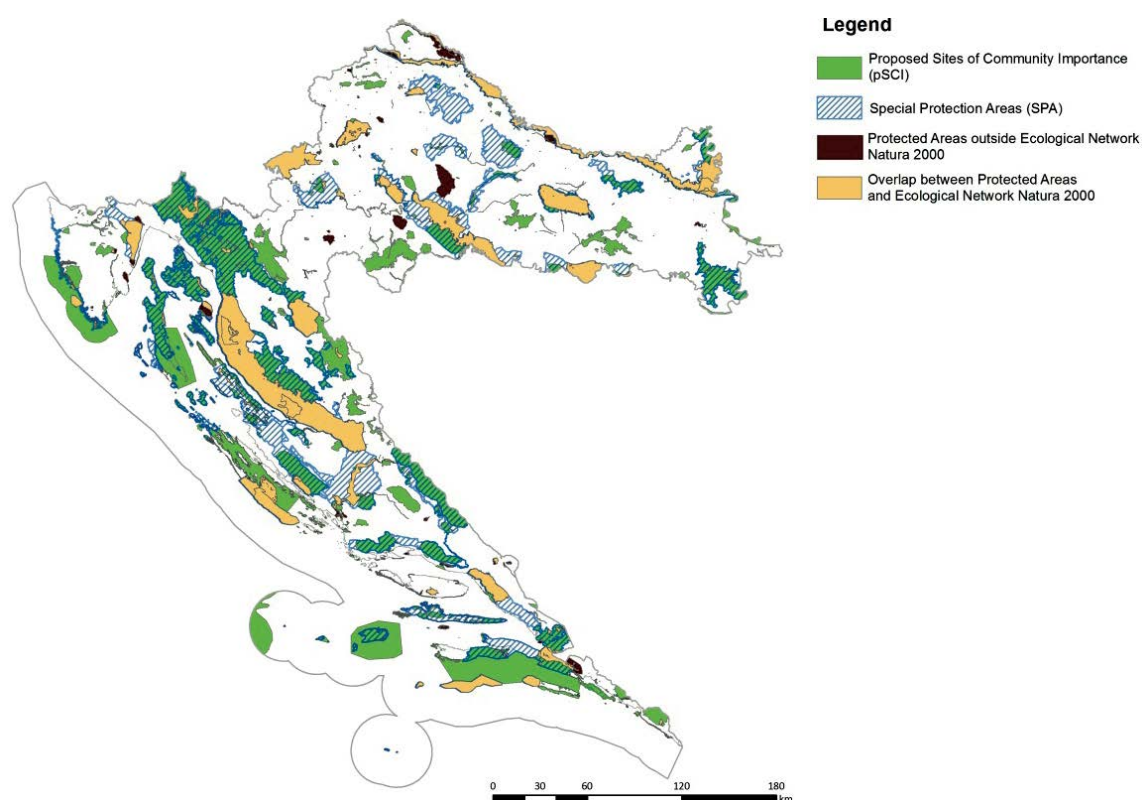 Legend
Proposed Sites of Community Importance
(pSCI)
Special Protection Areas (SPA)
Protected Areas outside Ecological Network
Natura 2000
Overlap between Protected Areas
and Ecological Network Natura 2000
0 30 60 120 180
km